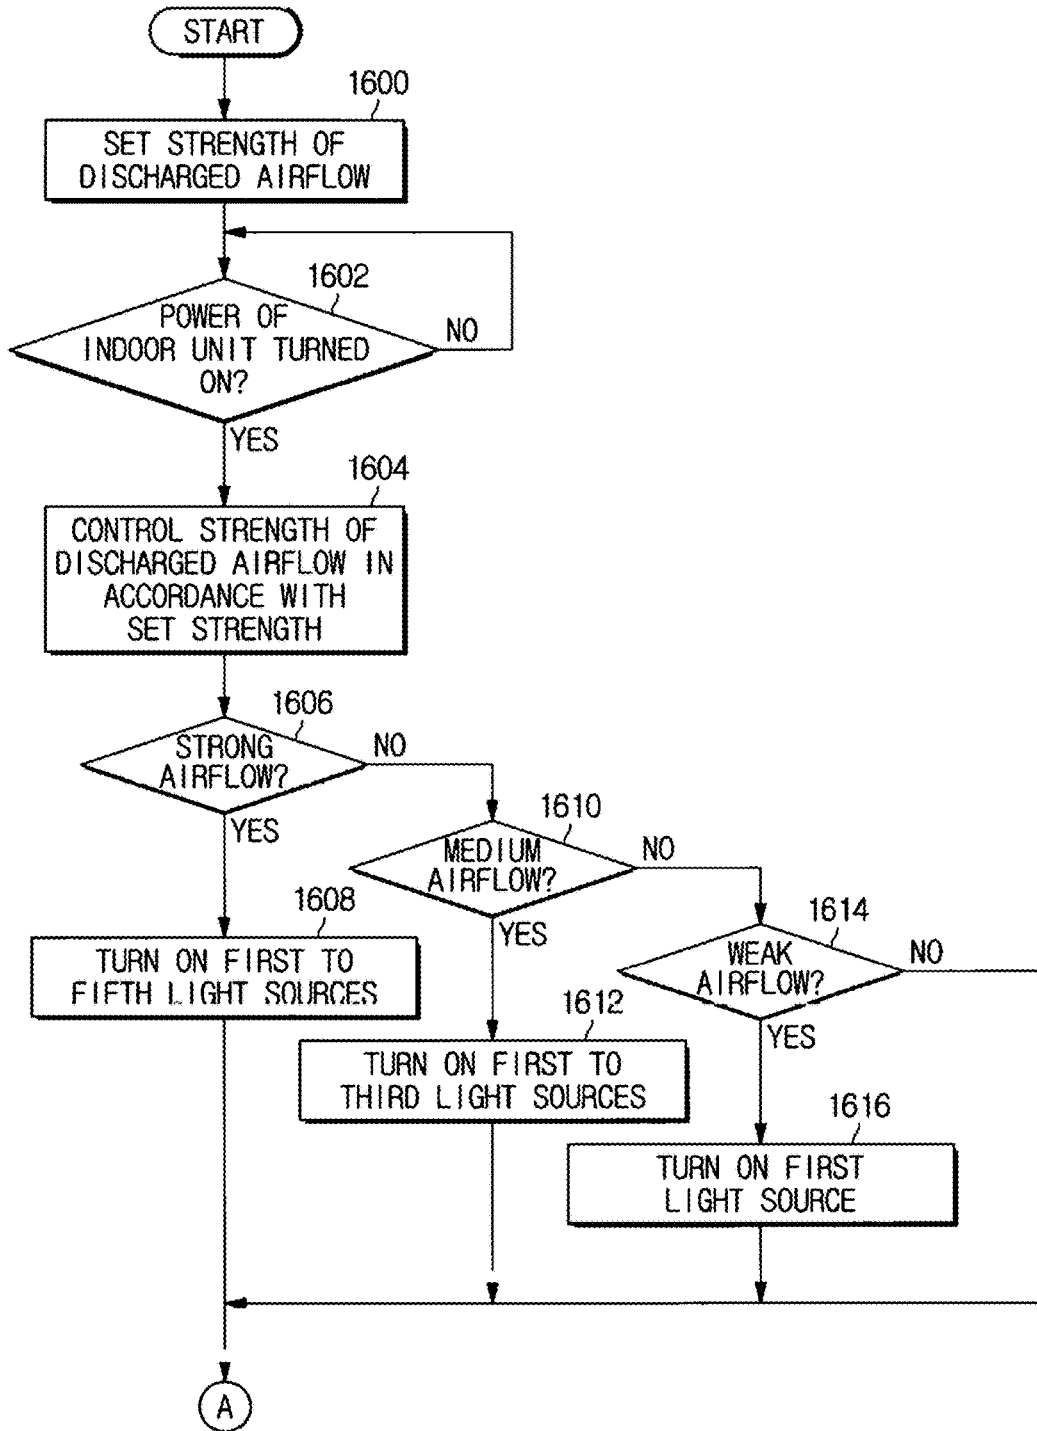 START
1600
SET STRENGTH OF
DISCHARGED AIRFLOW
1602
POWER OF
INDOOR UNIT TURNED
ON?
NO
YES
1604
CONTROL STRENGTH OF
DISCHARGED AIRFLOW IN
ACCORDANCE WITH
SET STRENGTH
1606
STRONG
AIRFLOW?
NO
YES
1610
MEDIUM
AIRFLOW?
NO
YES
1608
TURN ON FIRST TO
FIFTH LIGHT SOURCES
1614
WEAK
AIRFLOW?
NO
YES
1612
TURN ON FIRST TO
THIRD LIGHT SOURCES
1616
TURN ON FIRST
LIGHT SOURCE
A